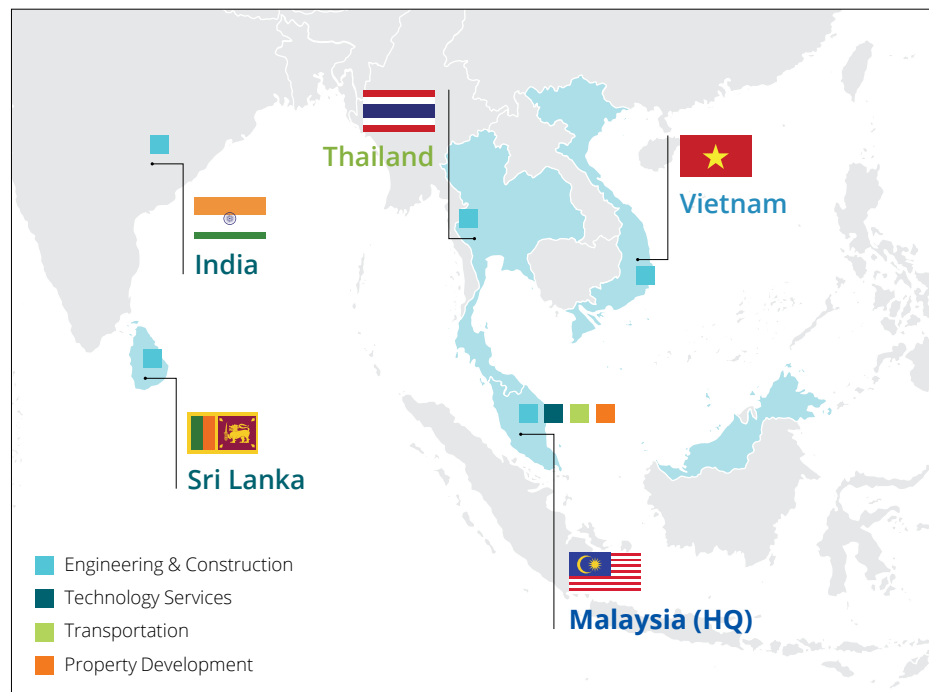 Thailand
Vietnam
India
Sri Lanka
Malaysia (HQ)
Engineering & Construction
Technology Services
Transportation
Property Development